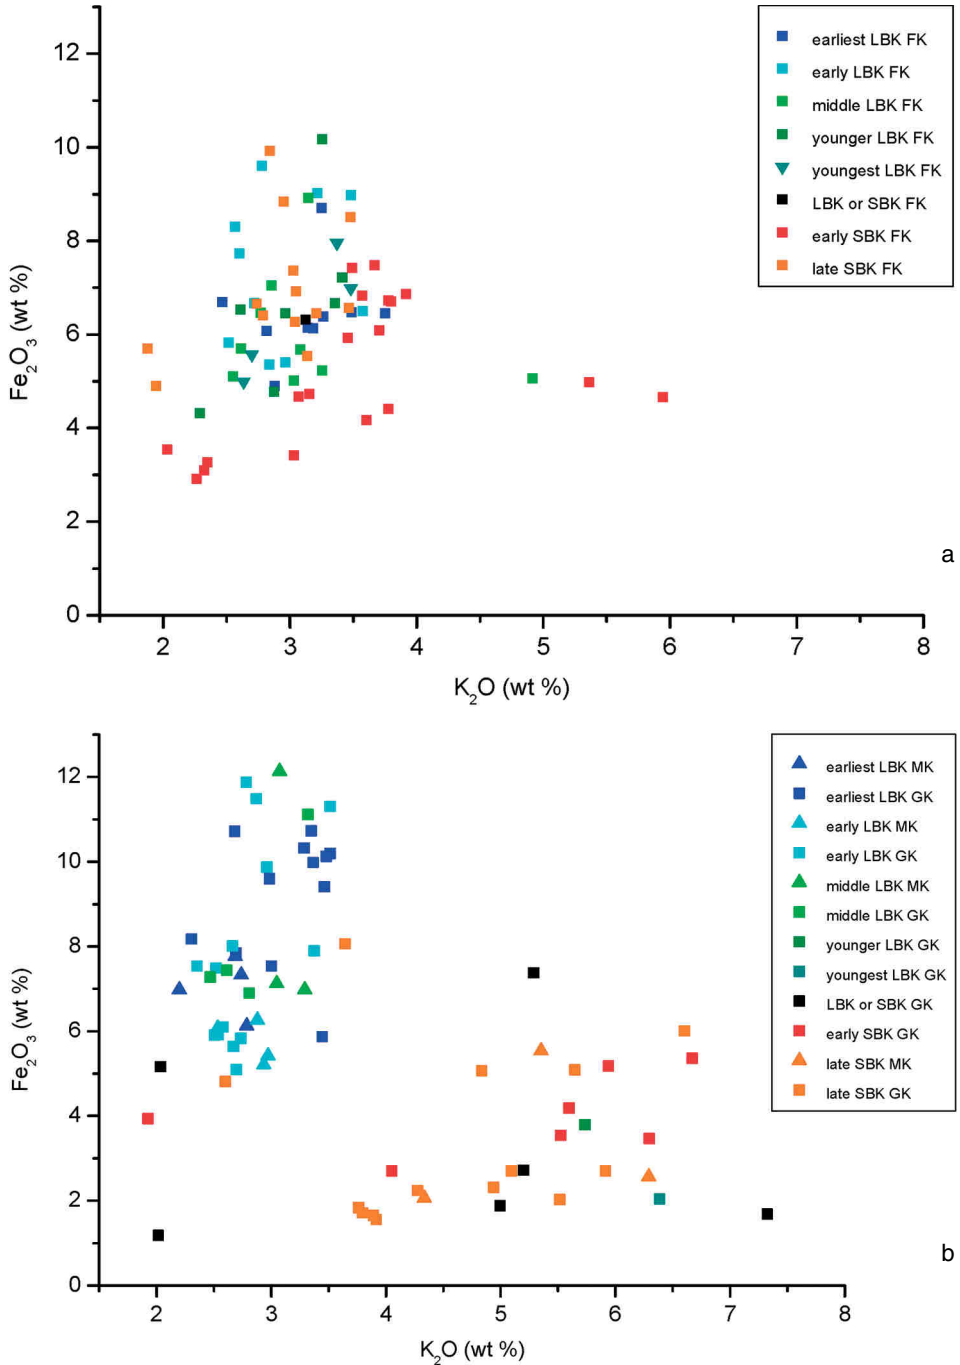 12
10
8
6
4
2
0
Fe2O3 (wt %)
2 3 4 5 6 7 8
K2O (wt %)
earliest LBK FK
early LBK FK
middle LBK FK
younger LBK FK
youngest LBK FK
LBK or SBK FK
early SBK FK
late SBK FK
a
12
10
8
6
4
2
0
Fe2O3 (wt %)
2 3 4 5 6 7 8
K2O (wt %)
earliest LBK MK
earliest LBK GK
early LBK MK
early LBK GK
middle LBK MK
middle LBK GK
younger LBK GK
youngest LBK GK
LBK or SBK GK
early SBK GK
late SBK MK
late SBK GK
b